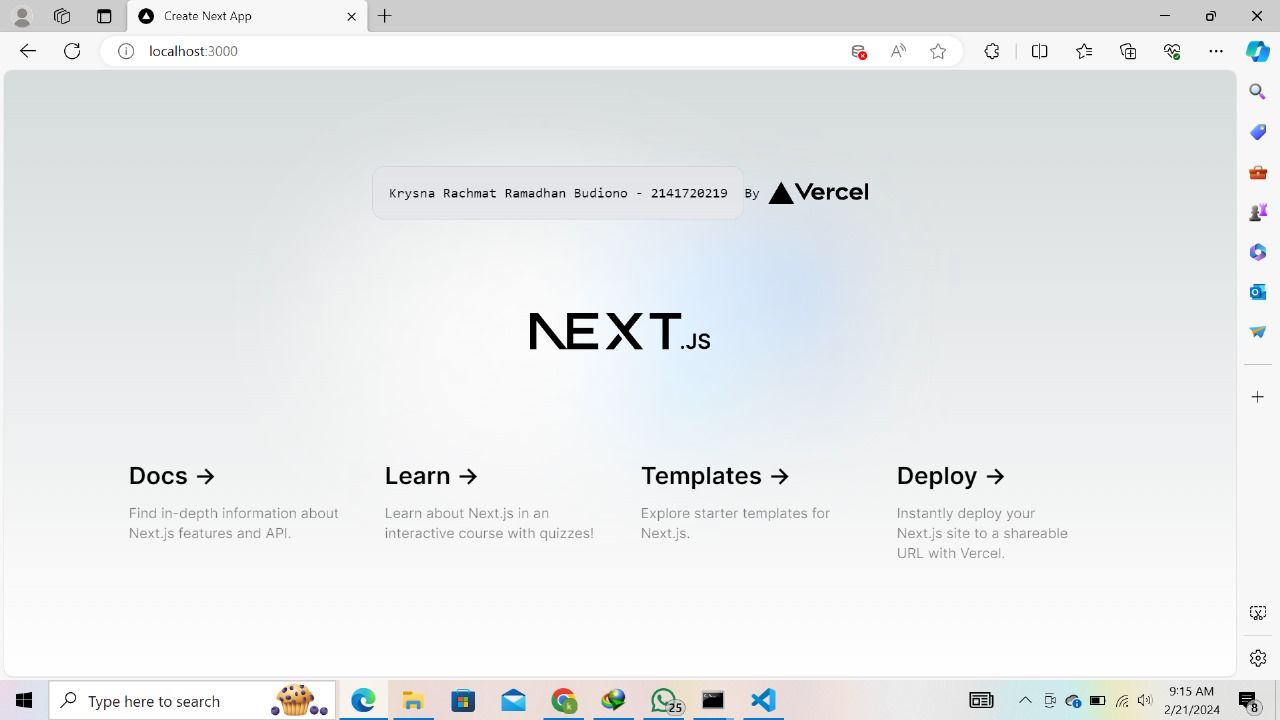 Create Next App
localhost:3000
Krysna Rachmat Ramadhan Budiono - 2141720219 By Vercel
NEXT.JS
Docs →
Find in-depth information about
Next.js features and API.
Learn →
Learn about Next.js in an
interactive course with quizzes!
Templates →
Explore starter templates for
Next.js.
Deploy →
Instantly deploy your
Next.js site to a shareable
URL with Vercel.
Type here to search
25
9:15 AM
2/21/2024
8